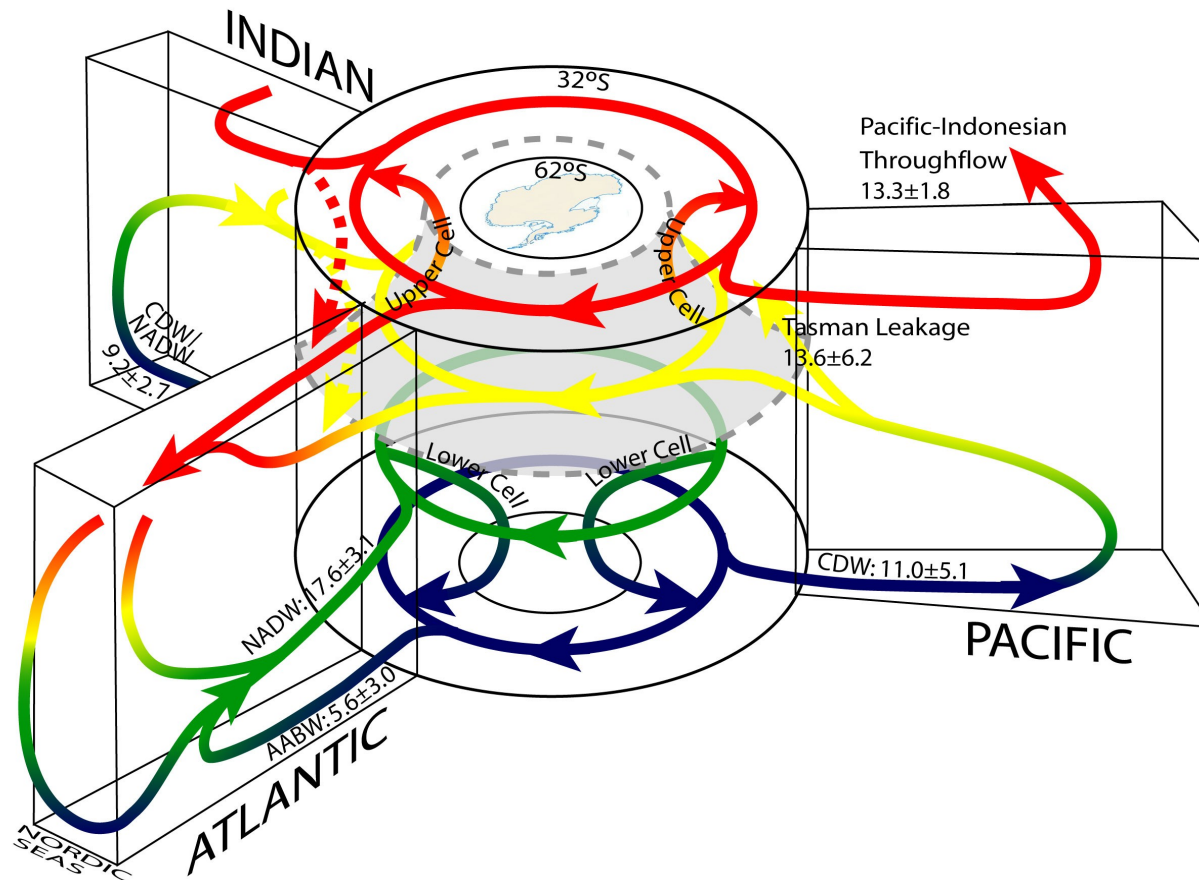 INDIAN
32ºS
62ºS
Pacific-Indonesian
Throughflow
13.3±1.8
Upper Cell
Upper Cell
CDW/
NADW
9.2±2.7
Tasman Leakage
13.6±6.2
Lower Cell
Lower Cell
NADW: 17.6±3.1
CDW: 11.0±5.1
PACIFIC
AABW: 5.6±3.0
ATLANTIC
NORDIC
SEAS